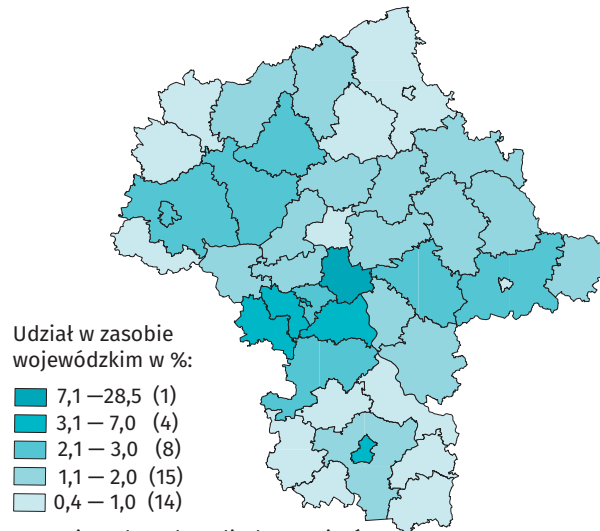 Udział w zasobie
wojewódzkim w %:
7,1 —28,5 (1)
3,1 — 7,0 (4)
2,1 — 3,0 (8)
1,1 — 2,0 (15)
0,4 — 1,0 (14)